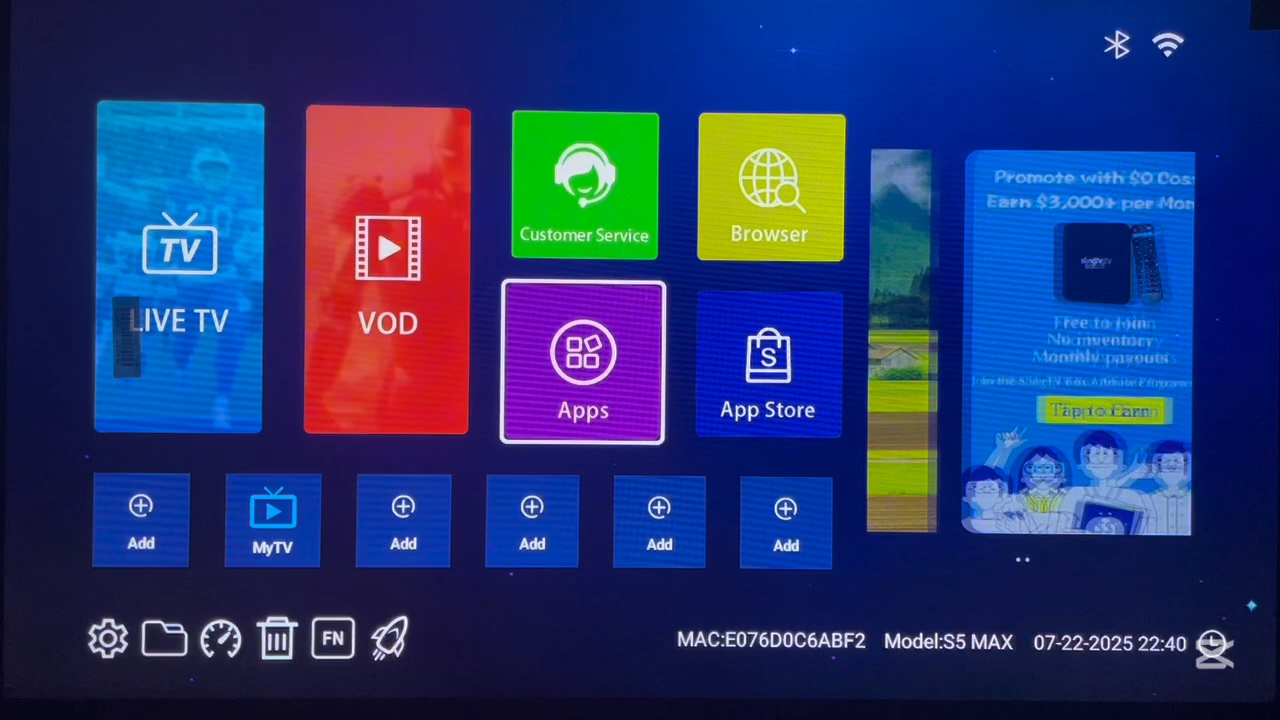 TV
LIVE TV
VOD
Customer Service
Browser
Apps
S
App Store
Promote with $0
Earn $3,000+ per
Free to Join
No inventory
Monthly payouts
Tap to Earn
Add
MyTV
Add
Add
Add
Add
FN
MAC:E076D0C6ABF2 Model:S5 MAX 07-22-2025 22:40